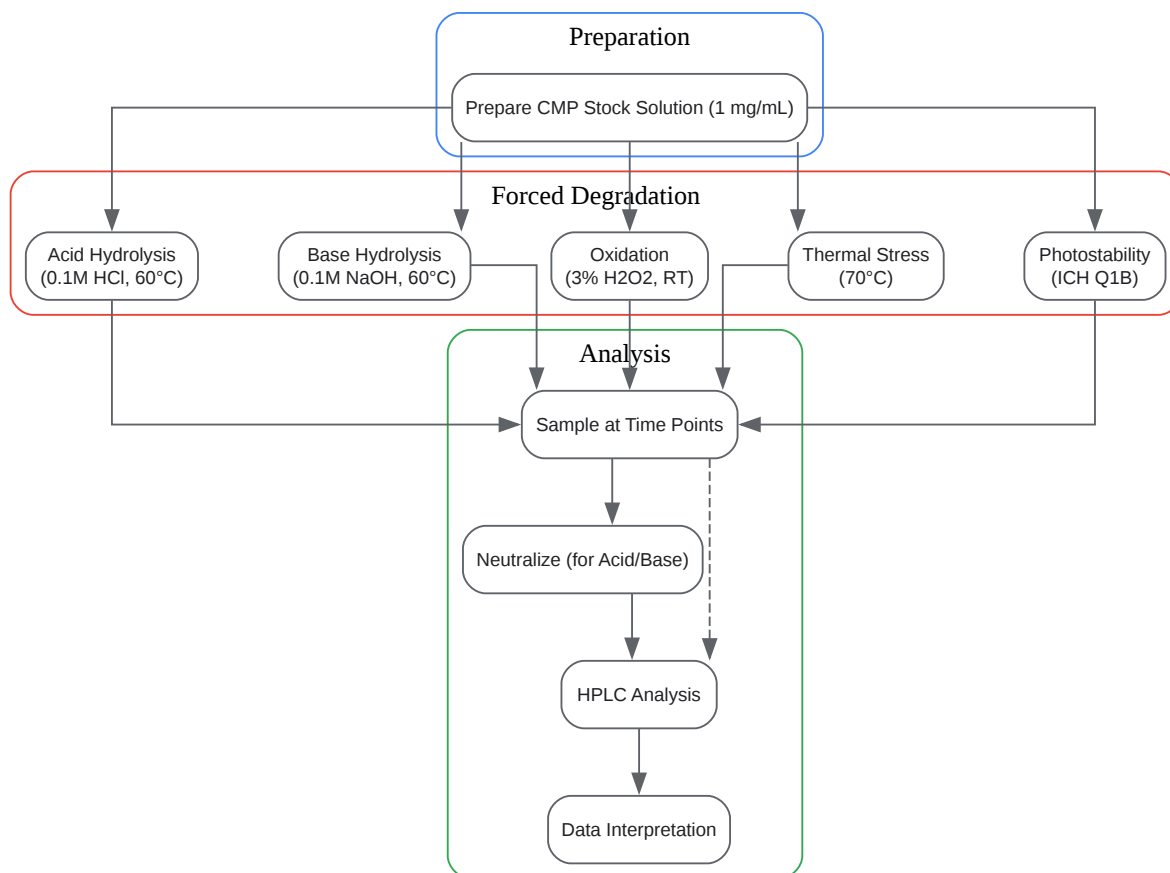 Preparation
Prepare CMP Stock Solution (1 mg/mL)
Forced Degradation
Acid Hydrolysis
(0.1M HCl, 60°C)
Base Hydrolysis
(0.1M NaOH, 60°C)
Oxidation
(3% H2O2, RT)
Thermal Stress
(70°C)
Photostability
(ICH Q1B)
Analysis
Sample at Time Points
Neutralize (for Acid/Base)
HPLC Analysis
Data Interpretation